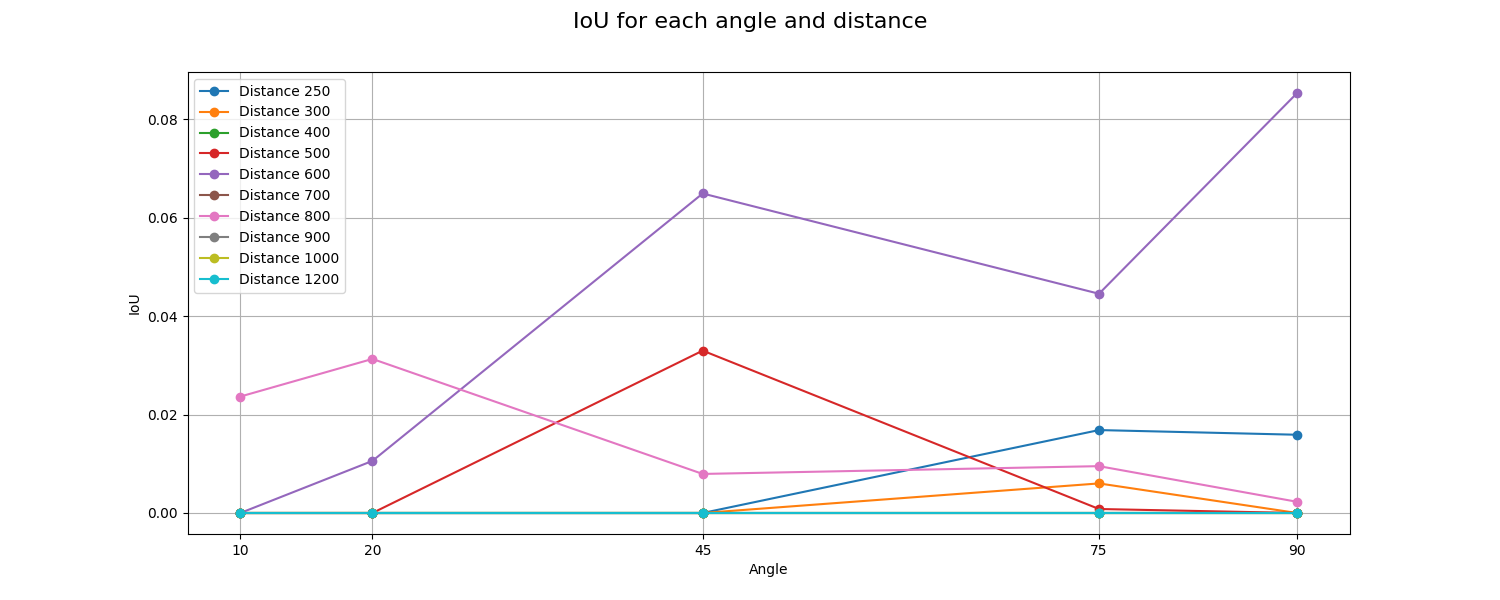 IoU for each angle and distance
Distance 250
Distance 300
Distance 400
Distance 500
Distance 600
Distance 700
Distance 800
Distance 900
Distance 1000
Distance 1200
0.08
0.06
0.04
0.02
0.00
IoU
10 20 45 75 90
Angle